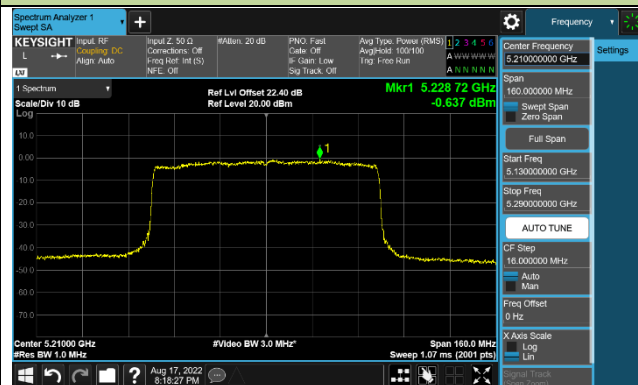 Spectrum Analyzer 1
Swept SA
Frequency
KEYSIGHT
Input: RF
Coupling: DC
Align: Auto
Input Z: 50 Ω
Corrections: Off
Freq Ref: Int (S)
NFE: Off
#Atten: 20 dB
PNO: Fast
Gate: Off
IF Gain: Low
Sig Track: Off
Avg Type: Power (RMS)
Avg|Hold: 100/100
Trig: Free Run
1 2 3 4 5 6
A W W W W W
A N N N N N
L
LXI
1 Spectrum
Scale/Div 10 dB
Log
Ref Lvl Offset 22.40 dB
Ref Level 20.00 dBm
Mkr1 5.228 72 GHz
-0.637 dBm
1
10.0
0.00
-10.0
-20.0
-30.0
-40.0
-50.0
-60.0
-70.0
Center 5.21000 GHz
#Res BW 1.0 MHz
#Video BW 3.0 MHz*
Span 160.0 MHz
Sweep 1.07 ms (2001 pts)
Aug 17, 2022
8:18:27 PM
Settings
Center Frequency
5.210000000 GHz
Span
160.000000 MHz
Swept Span
Zero Span
Full Span
Start Freq
5.130000000 GHz
Stop Freq
5.290000000 GHz
AUTO TUNE
CF Step
16.000000 MHz
Auto
Man
Freq Offset
0 Hz
X Axis Scale
Log
Lin
Signal Track